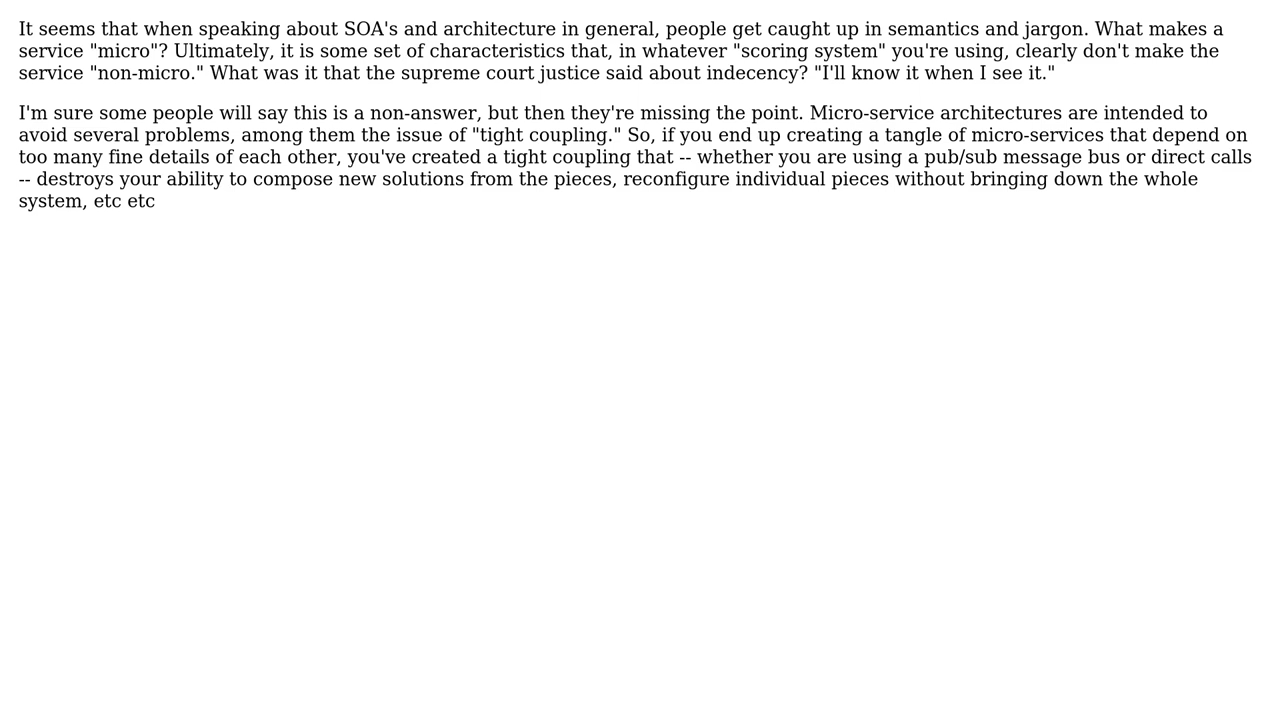 It seems that when speaking about SOA's and architecture in general, people get caught up in semantics and jargon. What makes a
service "micro"? Ultimately, it is some set of characteristics that, in whatever "scoring system" you're using, clearly don't make the
service "non-micro." What was it that the supreme court justice said about indecency? "I'll know it when I see it."
I'm sure some people will say this is a non-answer, but then they're missing the point. Micro-service architectures are intended to
avoid several problems, among them the issue of "tight coupling." So, if you end up creating a tangle of micro-services that depend on
too many fine details of each other, you've created a tight coupling that -- whether you are using a pub/sub message bus or direct calls
-- destroys your ability to compose new solutions from the pieces, reconfigure individual pieces without bringing down the whole
system, etc etc